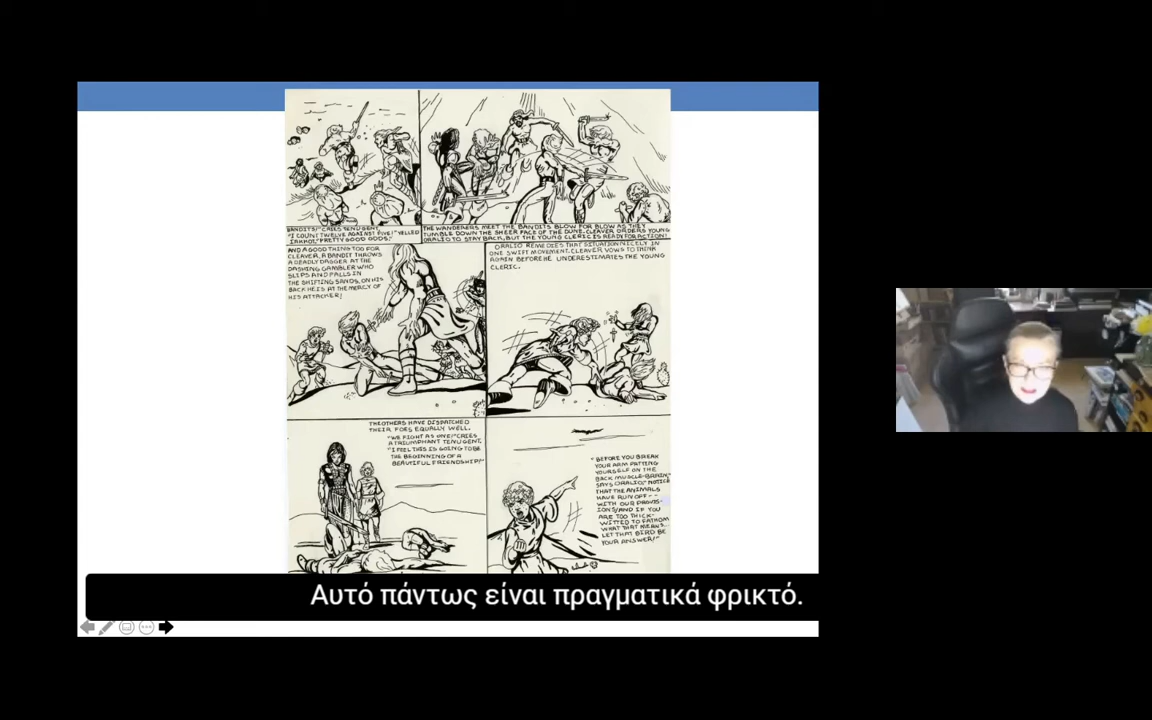 BANDITS!" CRIES TENUGENT.
"I COUNT TWELVE AGAINST FIVE!" YELLED
"PRETTY GOOD ODDS."
THE WANDERERS MEET THE BANDITS BLOW FOR BLOW AS THEY
TUMBLE DOWN THE SHEER FACE OF THE DUNE. CLEAVER ORDERS YOUNG
ORALIO TO STAY BACK, BUT THE YOUNG CLERIC IS READY FOR ACTION!
AND A GOOD THING TOO FOR
CLEAVER, A BANDIT THROWS
A DEADLY DAGGER AT THE
DASHING GAMBLER WHO
SLIPS AND FALLS IN
THE SHIFTING SANDS, ON HIS
BACK HE IS AT THE MERCY OF
HIS ATTACKER!
ORALIO REMEDIES THAT SITUATION NICELY IN
ONE SWIFT MOVEMENT. CLEAVER VOWS TO THINK
AGAIN BEFORE HE UNDERESTIMATES THE YOUNG
CLERIC.
THE OTHERS HAVE DISPATCHED
THEIR FOES EQUALLY WELL.
"WE FIGHT AS ONE!" CRIES
A TRIUMPHANT TENUGENT.
"I FEEL THIS IS GOING TO BE
THE BEGINNING OF A
BEAUTIFUL FRIENDSHIP!"
"BEFORE YOU BREAK
YOUR ARM PATTING
YOURSELF ON THE
BACK MUSCLE-BRAIN,"
SAYS ORALIO, "NOTICE
THAT THE ANIMALS
HAVE RUN OFF--
WITH OUR PROVIS-
IONS! AND IF YOU
ARE TOO THICK-
WITTED TO FATHOM
WHAT THAT MEANS...
LET THAT BIRD BE
YOUR ANSWER!"
Αυτό πάντως είναι πραγματικά φρικτό.